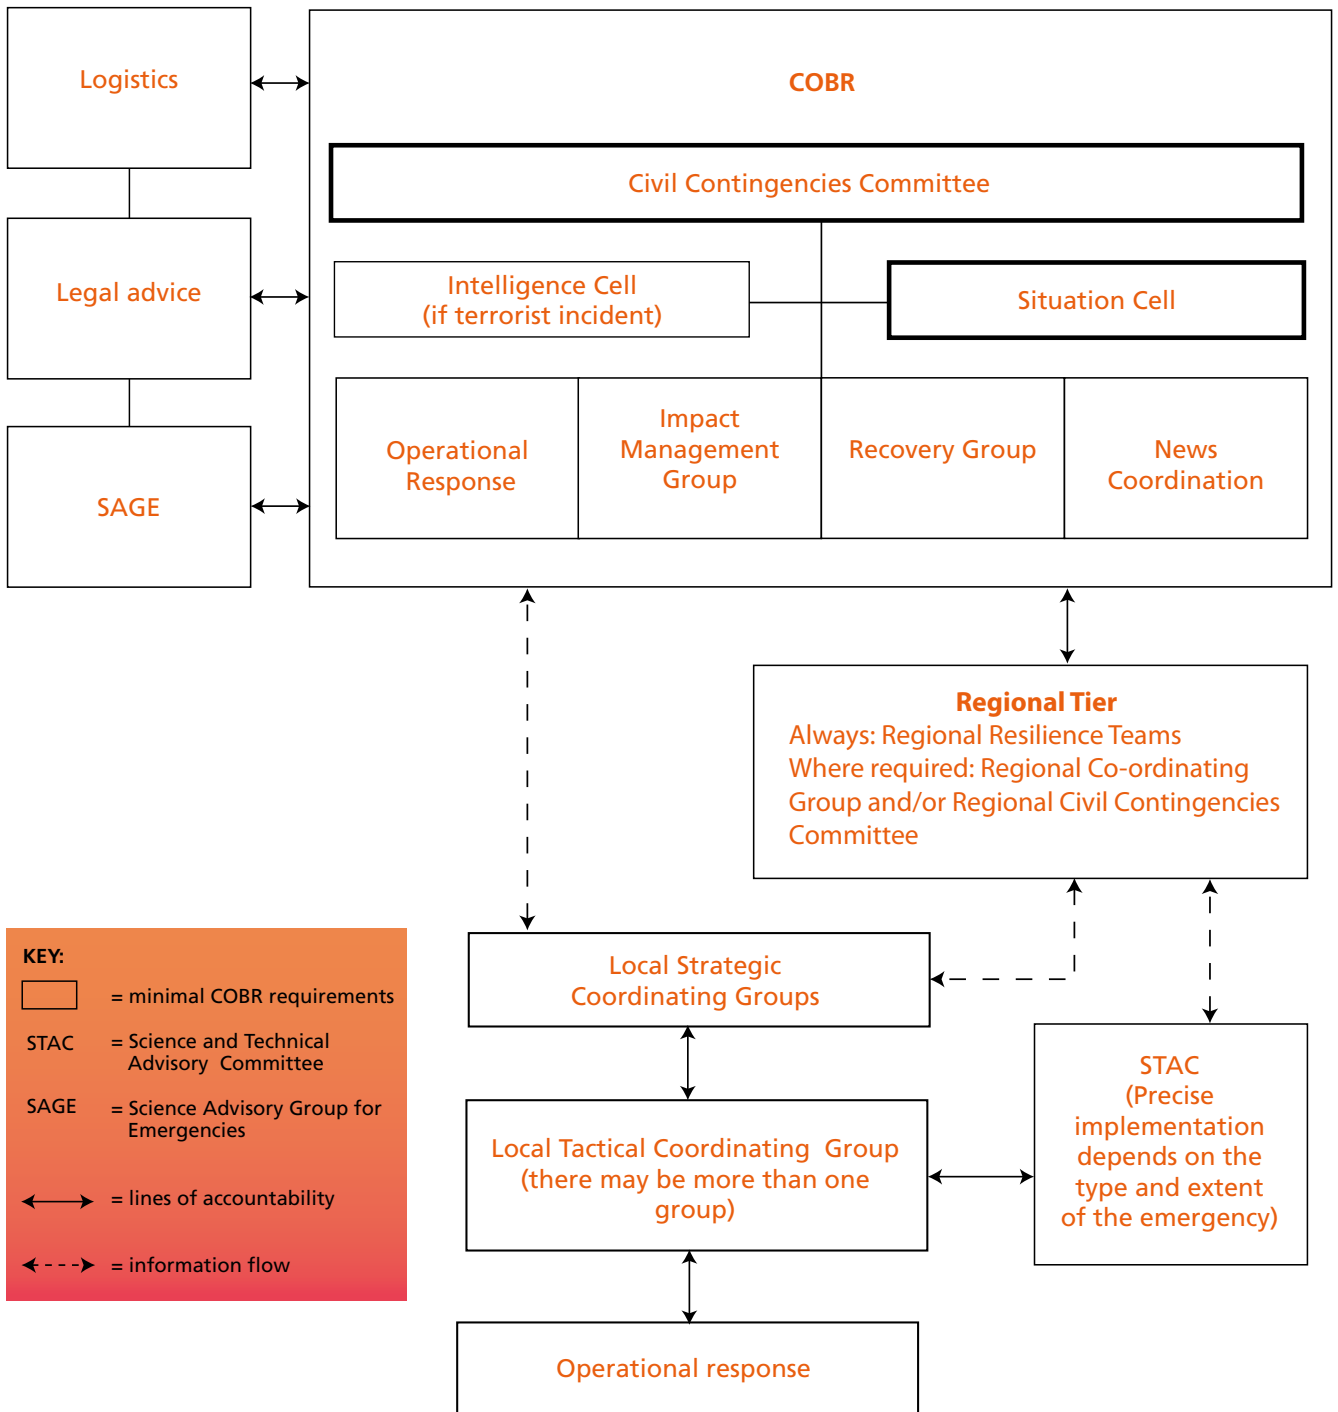 Logistics
COBR
Civil Contingencies Committee
Legal advice
Intelligence Cell
(if terrorist incident)
Situation Cell
SAGE
Operational
Response
Impact
Management
Group
Recovery Group
News
Coordination
Regional Tier
Always: Regional Resilience Teams
Where required: Regional Co-ordinating
Group and/or Regional Civil Contingencies
Committee
KEY:
= minimal COBR requirements
STAC = Science and Technical
Advisory Committee
SAGE = Science Advisory Group for
Emergencies
= lines of accountability
= information flow
Local Strategic
Coordinating Groups
Local Tactical Coordinating Group
(there may be more than one
group)
STAC
(Precise
implementation
depends on the
type and extent
of the emergency)
Operational response